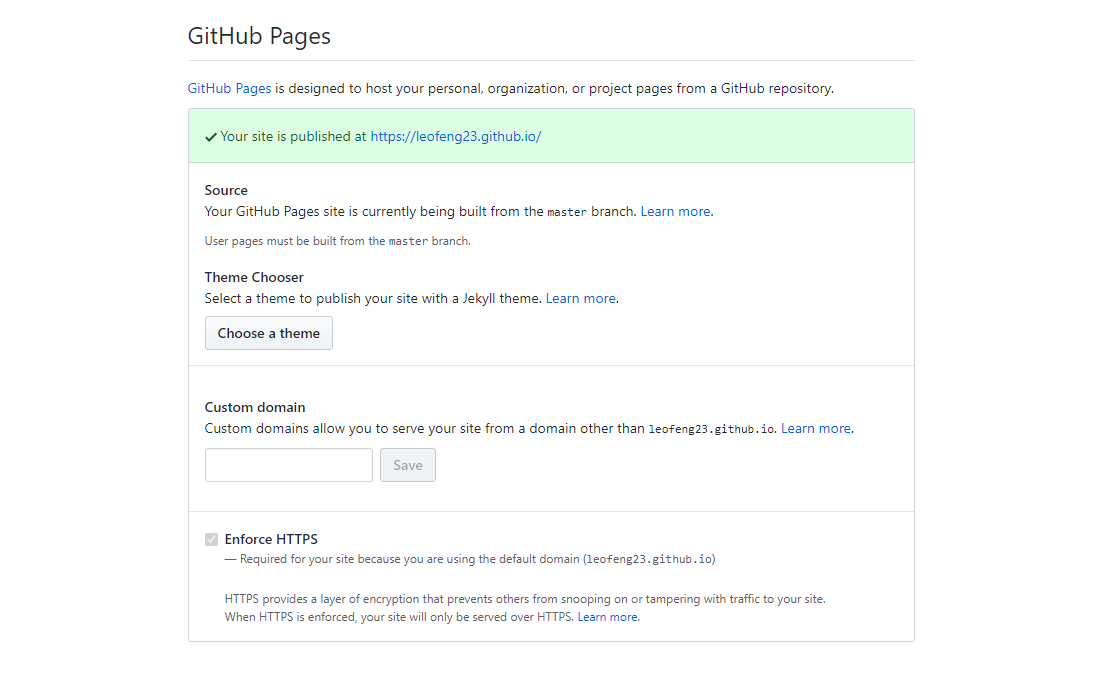 GitHub Pages
GitHub Pages is designed to host your personal, organization, or project pages from a GitHub repository.
Your site is published at https://leofeng23.github.io/
Source
Your GitHub Pages site is currently being built from the master branch. Learn more.
User pages must be built from the master branch.
Theme Chooser
Select a theme to publish your site with a Jekyll theme. Learn more.
Choose a theme
Custom domain
Custom domains allow you to serve your site from a domain other than leofeng23.github.io. Learn more.
Save
Enforce HTTPS
— Required for your site because you are using the default domain (leofeng23.github.io)
HTTPS provides a layer of encryption that prevents others from snooping on or tampering with traffic to your site.
When HTTPS is enforced, your site will only be served over HTTPS. Learn more.